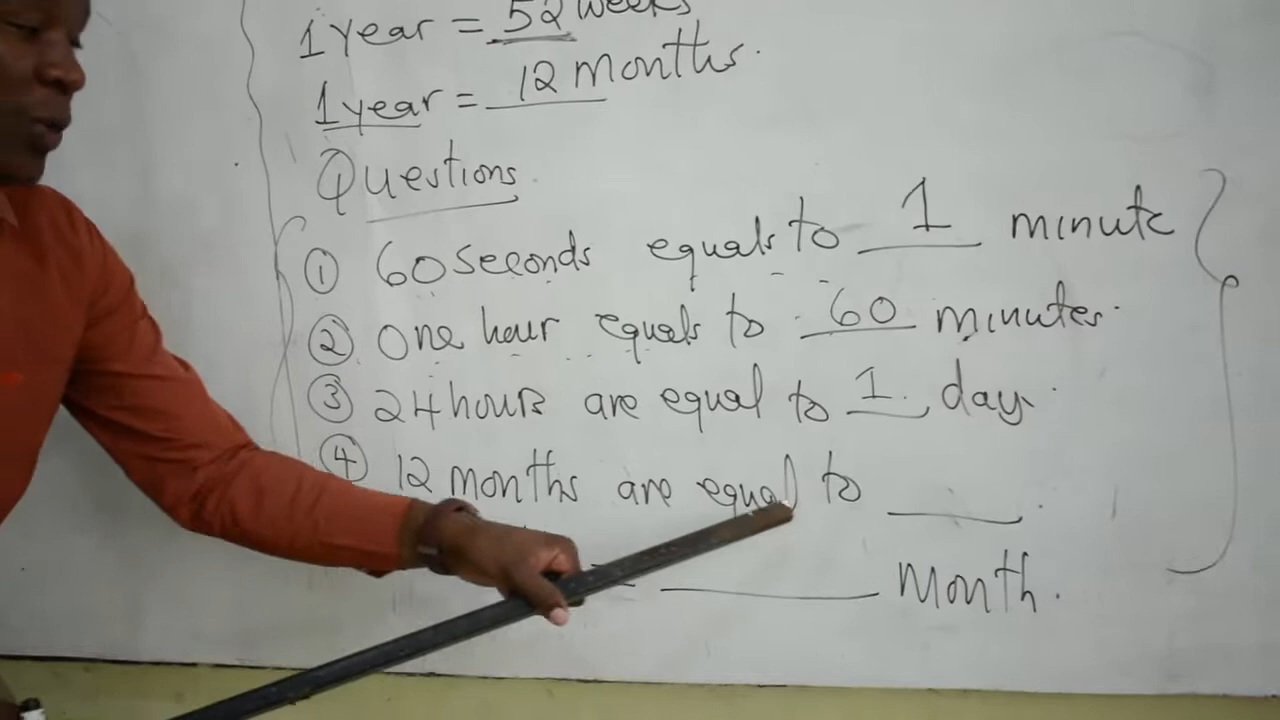 1 Year = 52 weeks
1 year = 12 months.
Questions
① 60 seconds equals to 1 minute
② One hour equals to 60 minutes.
③ 24 hours are equal to 1. day.
④ 12 months are equal to ____.
= ____ Month.